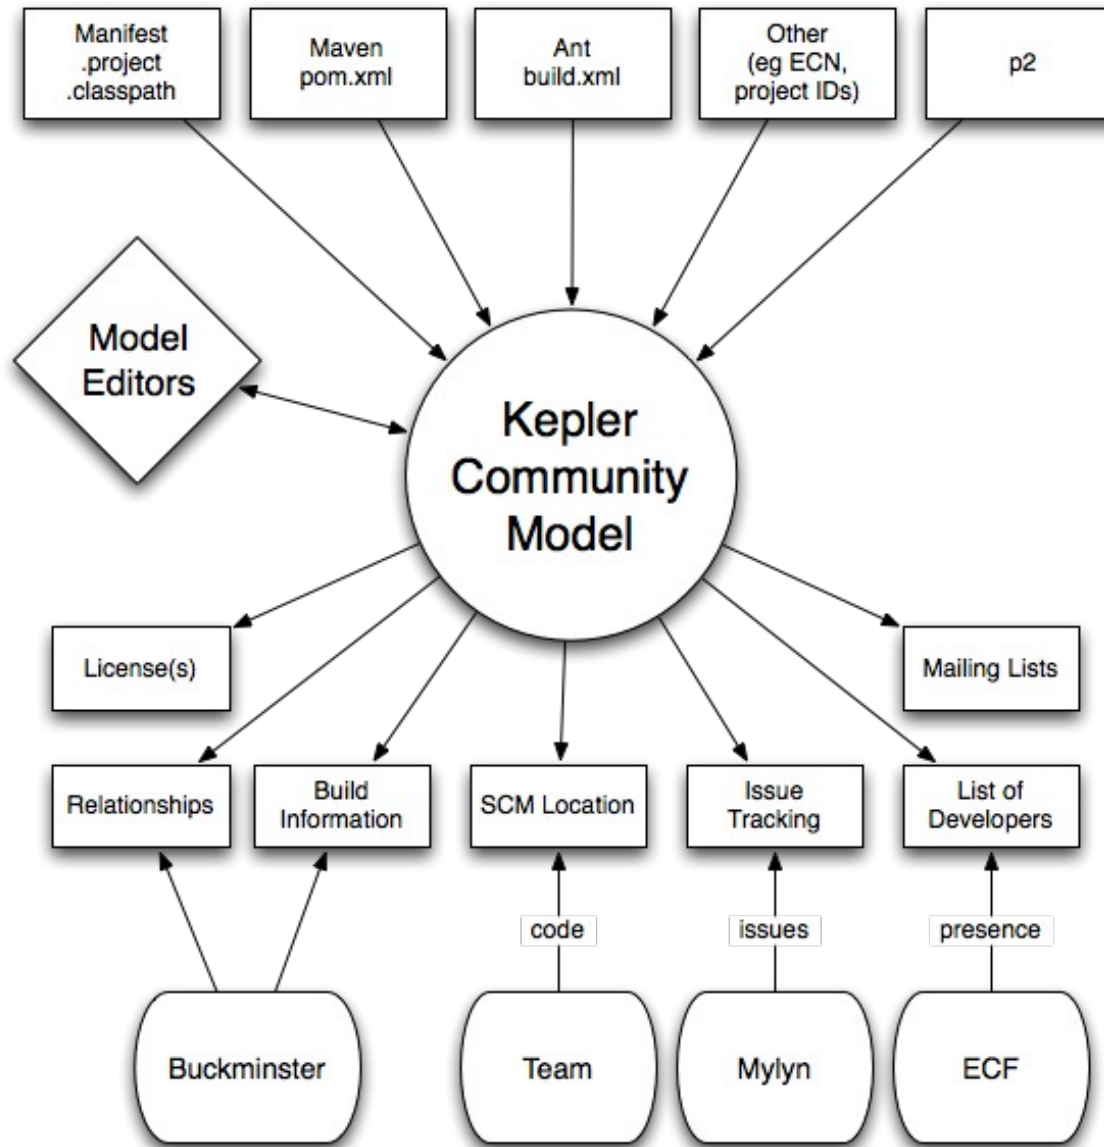 Manifest
.project
.classpath
Maven
pom.xml
Ant
build.xml
Other
(eg ECN,
project IDs)
p2
Model
Editors
Kepler
Community
Model
License(s)
Mailing Lists
Relationships
Build
Information
SCM Location
Issue
Tracking
List of
Developers
code
issues
presence
Buckminster
Team
Mylyn
ECF